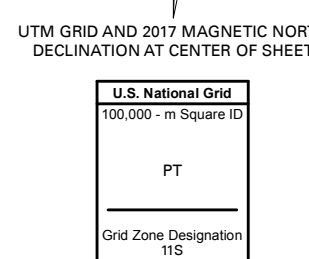 UTM GRID AND 2017 MAGNETIC NORT
DECLINATION AT CENTER OF SHEET
U.S. National Grid
100,000 - m Square ID
PT
Grid Zone Designation
11S